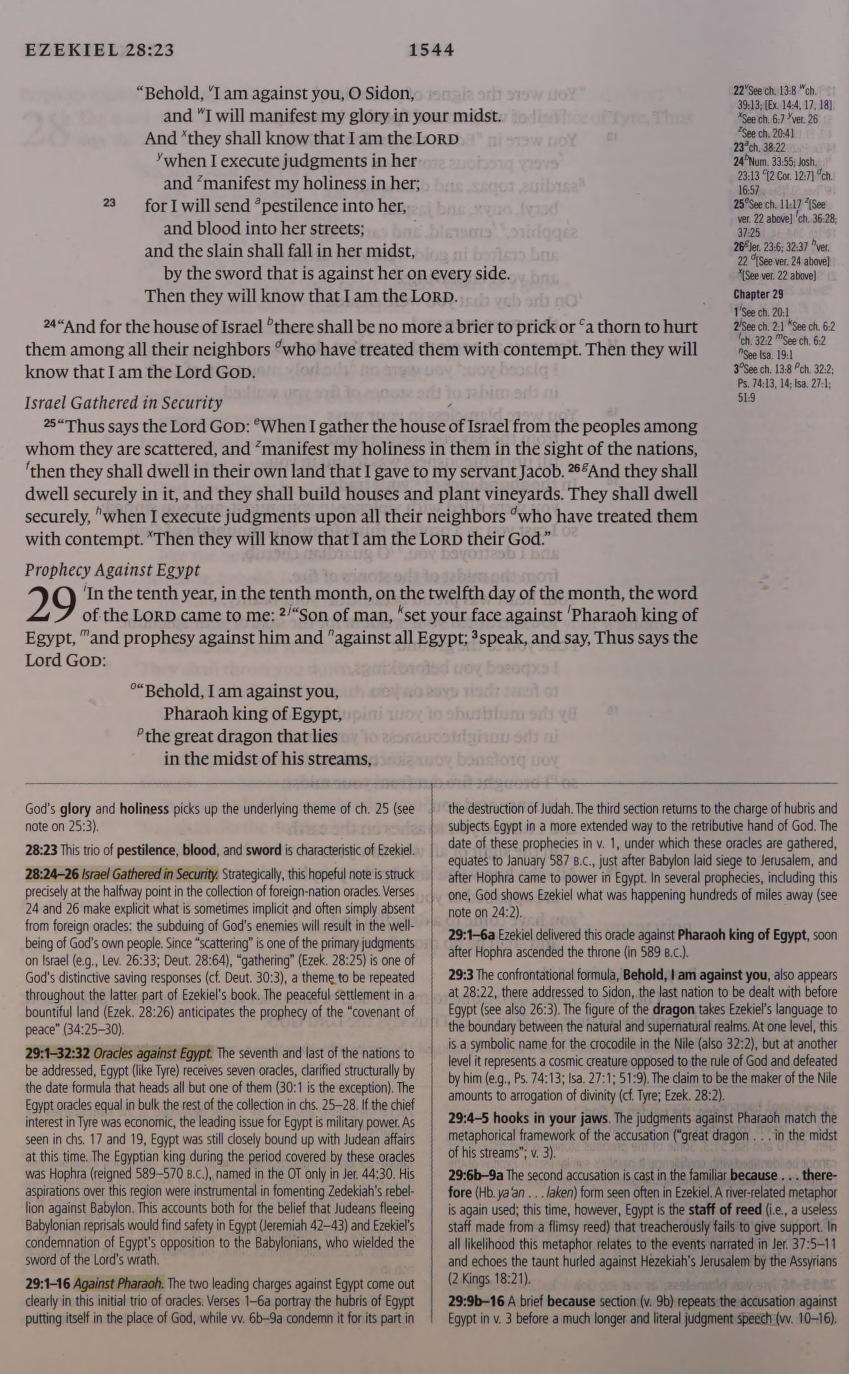 EZEKIEL 28:23
1544
“Behold, vI am against you, O Sidon,
and wI will manifest my glory in your midst.
And xthey shall know that I am the LORD
ywhen I execute judgments in her
and zmanifest my holiness in her;
23 for I will send apestilence into her,
and blood into her streets;
and the slain shall fall in her midst,
by the sword that is against her on every side.
Then they will know that I am the LORD.
24“And for the house of Israel bthere shall be no more a brier to prick or ca thorn to hurt
them among all their neighbors dwho have treated them with contempt. Then they will
know that I am the Lord GOD.
Israel Gathered in Security
25“Thus says the Lord GOD: eWhen I gather the house of Israel from the peoples among
whom they are scattered, and zmanifest my holiness in them in the sight of the nations,
fthen they shall dwell in their own land that I gave to my servant Jacob. 26gAnd they shall
dwell securely in it, and they shall build houses and plant vineyards. They shall dwell
securely, hwhen I execute judgments upon all their neighbors dwho have treated them
with contempt. xThen they will know that I am the LORD their God.”
Prophecy Against Egypt
29 iIn the tenth year, in the tenth month, on the twelfth day of the month, the word
of the LORD came to me: 2j“Son of man, kset your face against lPharaoh king of
Egypt, mand prophesy against him and nagainst all Egypt; 3speak, and say, Thus says the
Lord GOD:
o“Behold, I am against you,
Pharaoh king of Egypt,
pthe great dragon that lies
in the midst of his streams,
22vSee ch. 13:8 wch.
39:13; [Ex. 14:4, 17, 18]
xSee ch. 6:7 yver. 26
zSee ch. 20:41
23ach. 38:22
24bNum. 33:55; Josh.
23:13 c[2 Cor. 12:7] dch.
16:57
25eSee ch. 11:17 z[See
ver. 22 above] fch. 36:28;
37:25
26gJer. 23:6; 32:37 hver.
22 d[See ver. 24 above]
x[See ver. 22 above]
Chapter 29
1iSee ch. 20:1
2jSee ch. 2:1 kSee ch. 6:2
lch. 32:2 mSee ch. 6:2
nSee Isa. 19:1
3oSee ch. 13:8 pch. 32:2;
Ps. 74:13, 14; Isa. 27:1;
51:9
God’s glory and holiness picks up the underlying theme of ch. 25 (see
note on 25:3).
28:23 This trio of pestilence, blood, and sword is characteristic of Ezekiel.
28:24–26 Israel Gathered in Security. Strategically, this hopeful note is struck
precisely at the halfway point in the collection of foreign-nation oracles. Verses
24 and 26 make explicit what is sometimes implicit and often simply absent
from foreign oracles: the subduing of God’s enemies will result in the well-
being of God’s own people. Since “scattering” is one of the primary judgments
on Israel (e.g., Lev. 26:33; Deut. 28:64), “gathering” (Ezek. 28:25) is one of
God’s distinctive saving responses (cf. Deut. 30:3), a theme to be repeated
throughout the latter part of Ezekiel’s book. The peaceful settlement in a
bountiful land (Ezek. 28:26) anticipates the prophecy of the “covenant of
peace” (34:25–30).
29:1–32:32 Oracles against Egypt. The seventh and last of the nations to
be addressed, Egypt (like Tyre) receives seven oracles, clarified structurally by
the date formula that heads all but one of them (30:1 is the exception). The
Egypt oracles equal in bulk the rest of the collection in chs. 25–28. If the chief
interest in Tyre was economic, the leading issue for Egypt is military power. As
seen in chs. 17 and 19, Egypt was still closely bound up with Judean affairs
at this time. The Egyptian king during the period covered by these oracles
was Hophra (reigned 589–570 B.C.), named in the OT only in Jer. 44:30. His
aspirations over this region were instrumental in fomenting Zedekiah’s rebel-
lion against Babylon. This accounts both for the belief that Judeans fleeing
Babylonian reprisals would find safety in Egypt (Jeremiah 42–43) and Ezekiel’s
condemnation of Egypt’s opposition to the Babylonians, who wielded the
sword of the Lord’s wrath.
29:1–16 Against Pharaoh. The two leading charges against Egypt come out
clearly in this initial trio of oracles. Verses 1–6a portray the hubris of Egypt
putting itself in the place of God, while vv. 6b–9a condemn it for its part in
the destruction of Judah. The third section returns to the charge of hubris and
subjects Egypt in a more extended way to the retributive hand of God. The
date of these prophecies in v. 1, under which these oracles are gathered,
equates to January 587 B.C., just after Babylon laid siege to Jerusalem, and
after Hophra came to power in Egypt. In several prophecies, including this
one, God shows Ezekiel what was happening hundreds of miles away (see
note on 24:2).
29:1–6a Ezekiel delivered this oracle against Pharaoh king of Egypt, soon
after Hophra ascended the throne (in 589 B.C.).
29:3 The confrontational formula, Behold, I am against you, also appears
at 28:22, there addressed to Sidon, the last nation to be dealt with before
Egypt (see also 26:3). The figure of the dragon takes Ezekiel’s language to
the boundary between the natural and supernatural realms. At one level, this
is a symbolic name for the crocodile in the Nile (also 32:2), but at another
level it represents a cosmic creature opposed to the rule of God and defeated
by him (e.g., Ps. 74:13; Isa. 27:1; 51:9). The claim to be the maker of the Nile
amounts to arrogation of divinity (cf. Tyre; Ezek. 28:2).
29:4–5 hooks in your jaws. The judgments against Pharaoh match the
metaphorical framework of the accusation (“great dragon . . . in the midst
of his streams”; v. 3).
29:6b–9a The second accusation is cast in the familiar because . . . there-
fore (Hb. ya‘an . . . laken) form seen often in Ezekiel. A river-related metaphor
is again used; this time, however, Egypt is the staff of reed (i.e., a useless
staff made from a flimsy reed) that treacherously fails to give support. In
all likelihood this metaphor relates to the events narrated in Jer. 37:5–11
and echoes the taunt hurled against Hezekiah’s Jerusalem by the Assyrians
(2 Kings 18:21).
29:9b–16 A brief because section (v. 9b) repeats the accusation against
Egypt in v. 3 before a much longer and literal judgment speech (vv. 10–16).